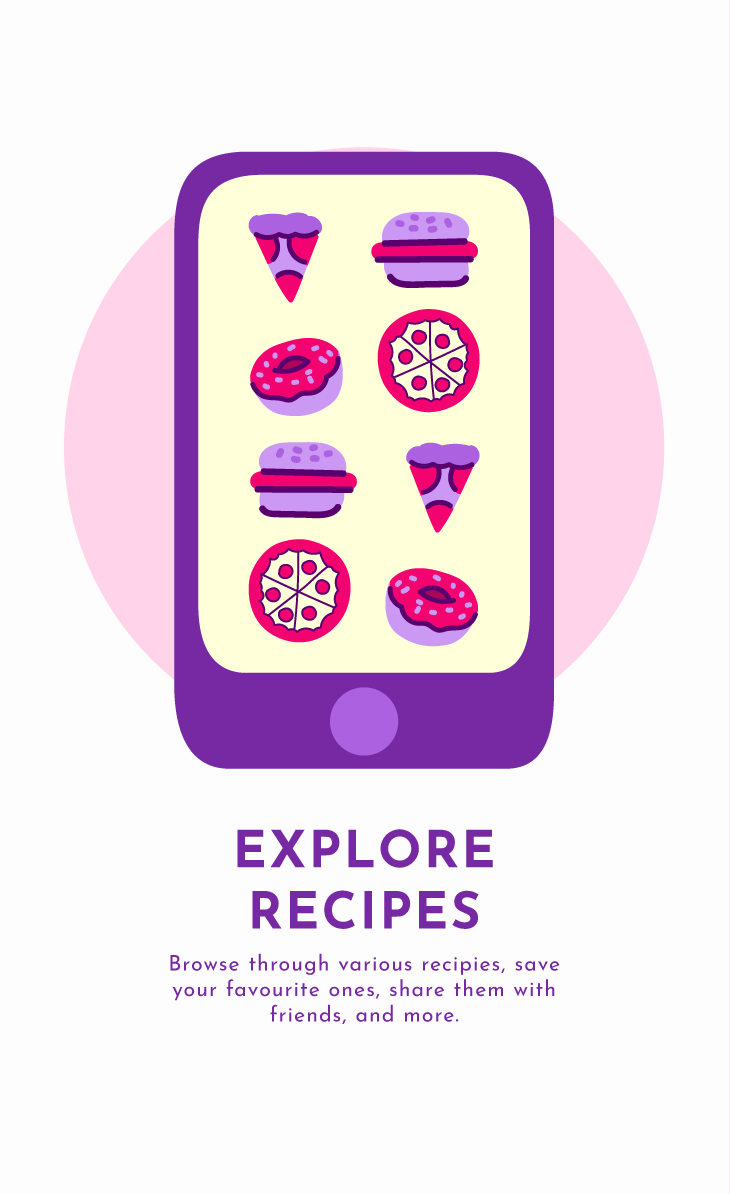 EXPLORE
RECIPES
Browse through various recipies, save
your favourite ones, share them with
friends, and more.